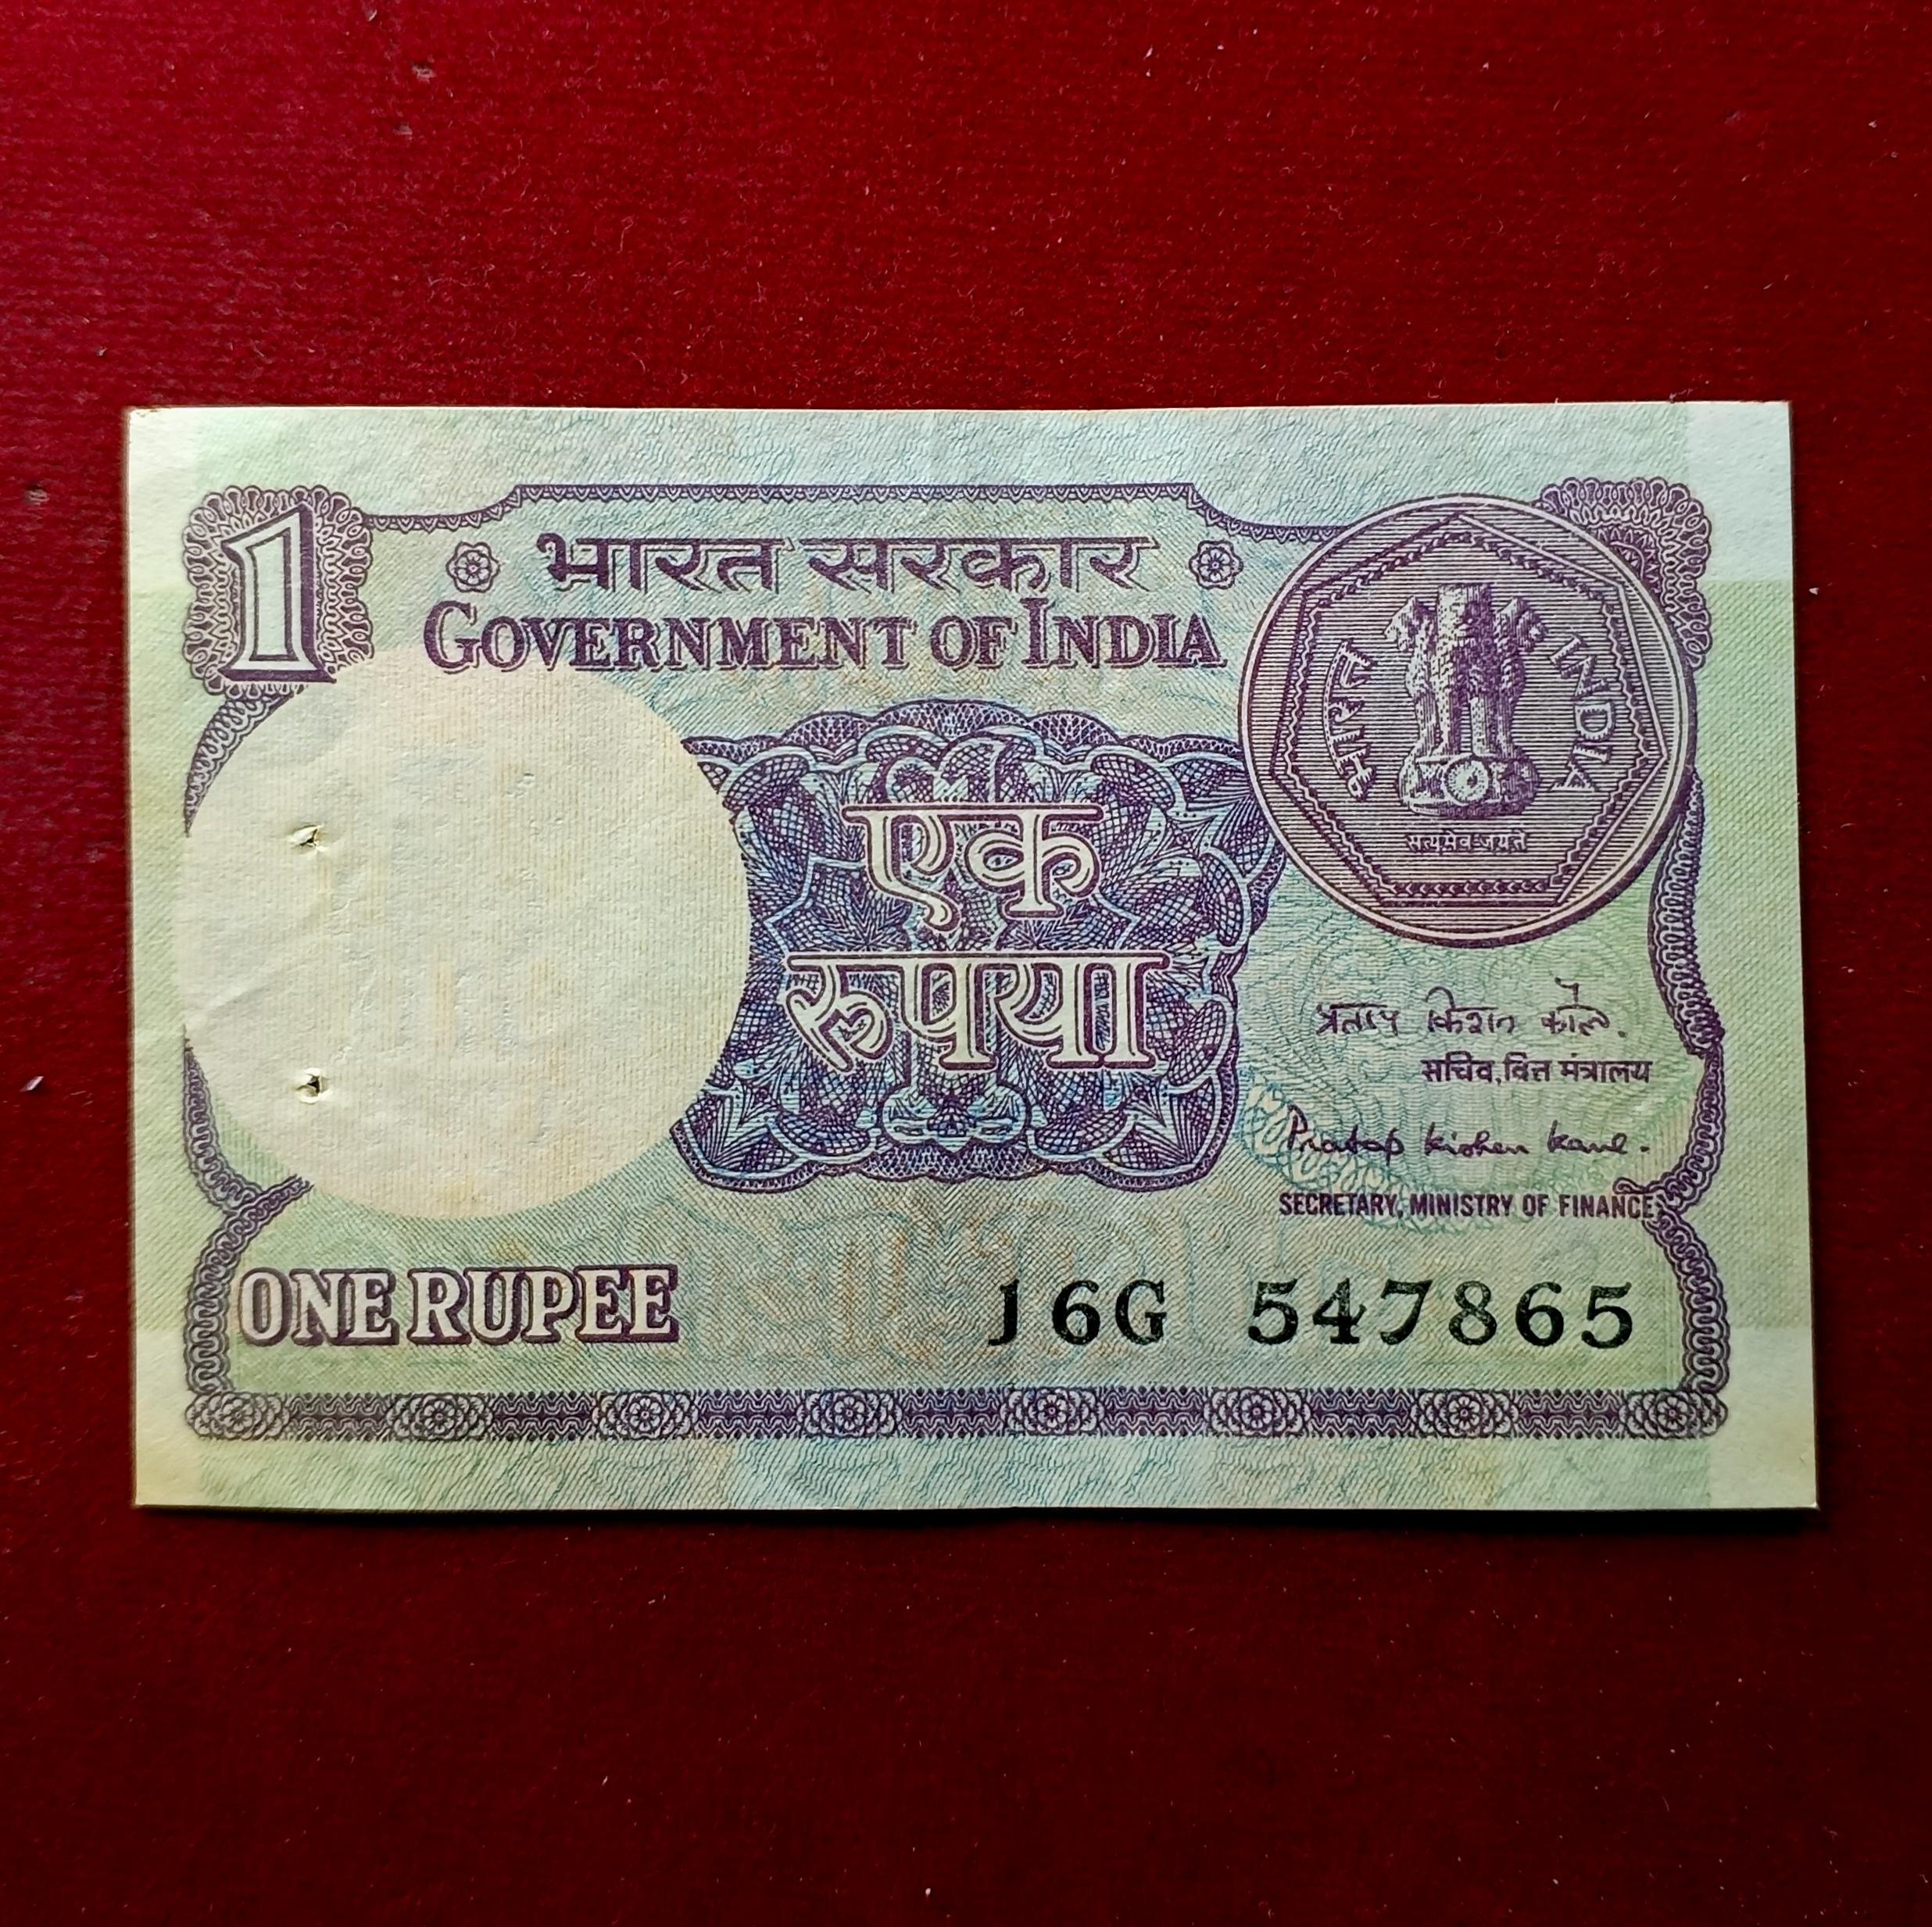 1
भारत सरकार
GOVERNMENT OF INDIA
भारत
INDIA
सत्यमेव जयते
एक
रूपया
प्रताप किशन कौल.
सचिव, वित्त मंत्रालय
Pratap Kishen Kaul.
SECRETARY, MINISTRY OF FINANCE
ONE RUPEE
J6G 547865